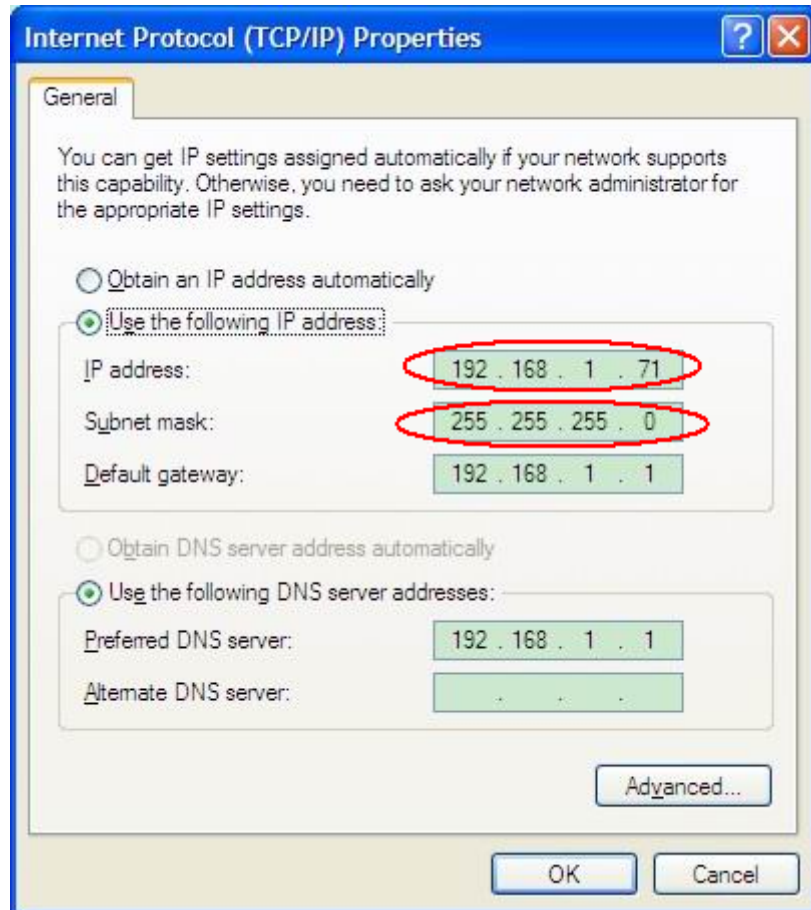 Internet Protocol (TCP/IP) Properties
General
You can get IP settings assigned automatically if your network supports
this capability. Otherwise, you need to ask your network administrator for
the appropriate IP settings.
Obtain an IP address automatically
Use the following IP address:
IP address: 192 . 168 . 1 . 71
Subnet mask: 255 . 255 . 255 . 0
Default gateway: 192 . 168 . 1 . 1
Obtain DNS server address automatically
Use the following DNS server addresses:
Preferred DNS server: 192 . 168 . 1 . 1
Alternate DNS server: . . .
Advanced...
OK Cancel